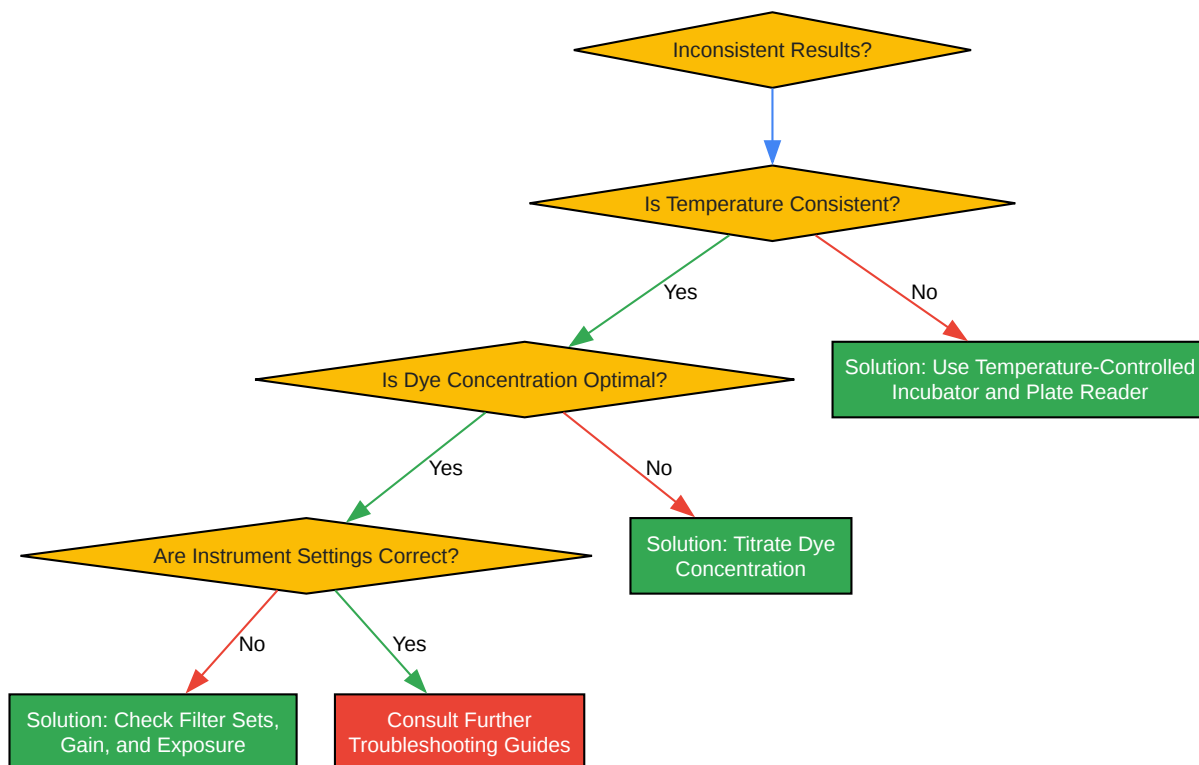 Inconsistent Results?
Is Temperature Consistent?
Yes
No
Is Dye Concentration Optimal?
Solution: Use Temperature-Controlled
Incubator and Plate Reader
Yes
No
Are Instrument Settings Correct?
Solution: Titrate Dye
Concentration
No
Yes
Solution: Check Filter Sets,
Gain, and Exposure
Consult Further
Troubleshooting Guides